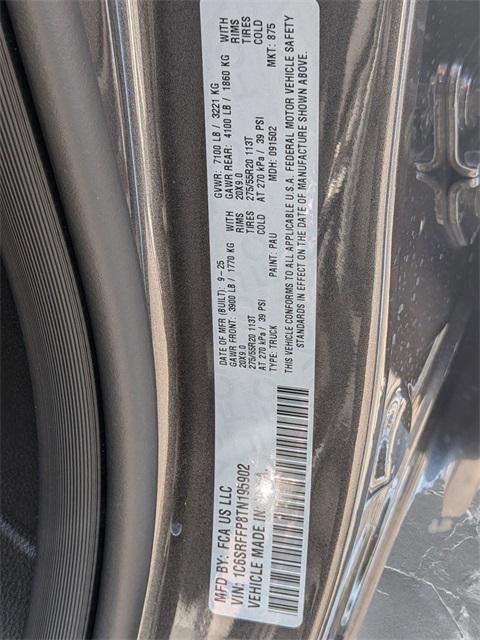 MFD BY: FCA US LLC
DATE OF MFR (BUILT): 9-25
GVWR: 7100 LB / 3221 KG
GAWR FRONT: 3900 LB / 1770 KG WITH
GAWR REAR: 4100 LB / 1860 KG WITH
20X9.0 RIMS
20X9.0 RIMS
275/55R20 113T TIRES
275/55R20 113T TIRES
AT 270 kPa / 39 PSI COLD
AT 270 kPa / 39 PSI COLD
VIN: 1C6SRFFP8TN195902
TYPE: TRUCK
PAINT: PAU
MDH: 091502
MKT: 875
VEHICLE MADE IN
THIS VEHICLE CONFORMS TO ALL APPLICABLE U.S.A. FEDERAL MOTOR VEHICLE SAFETY
STANDARDS IN EFFECT ON THE DATE OF MANUFACTURE SHOWN ABOVE.